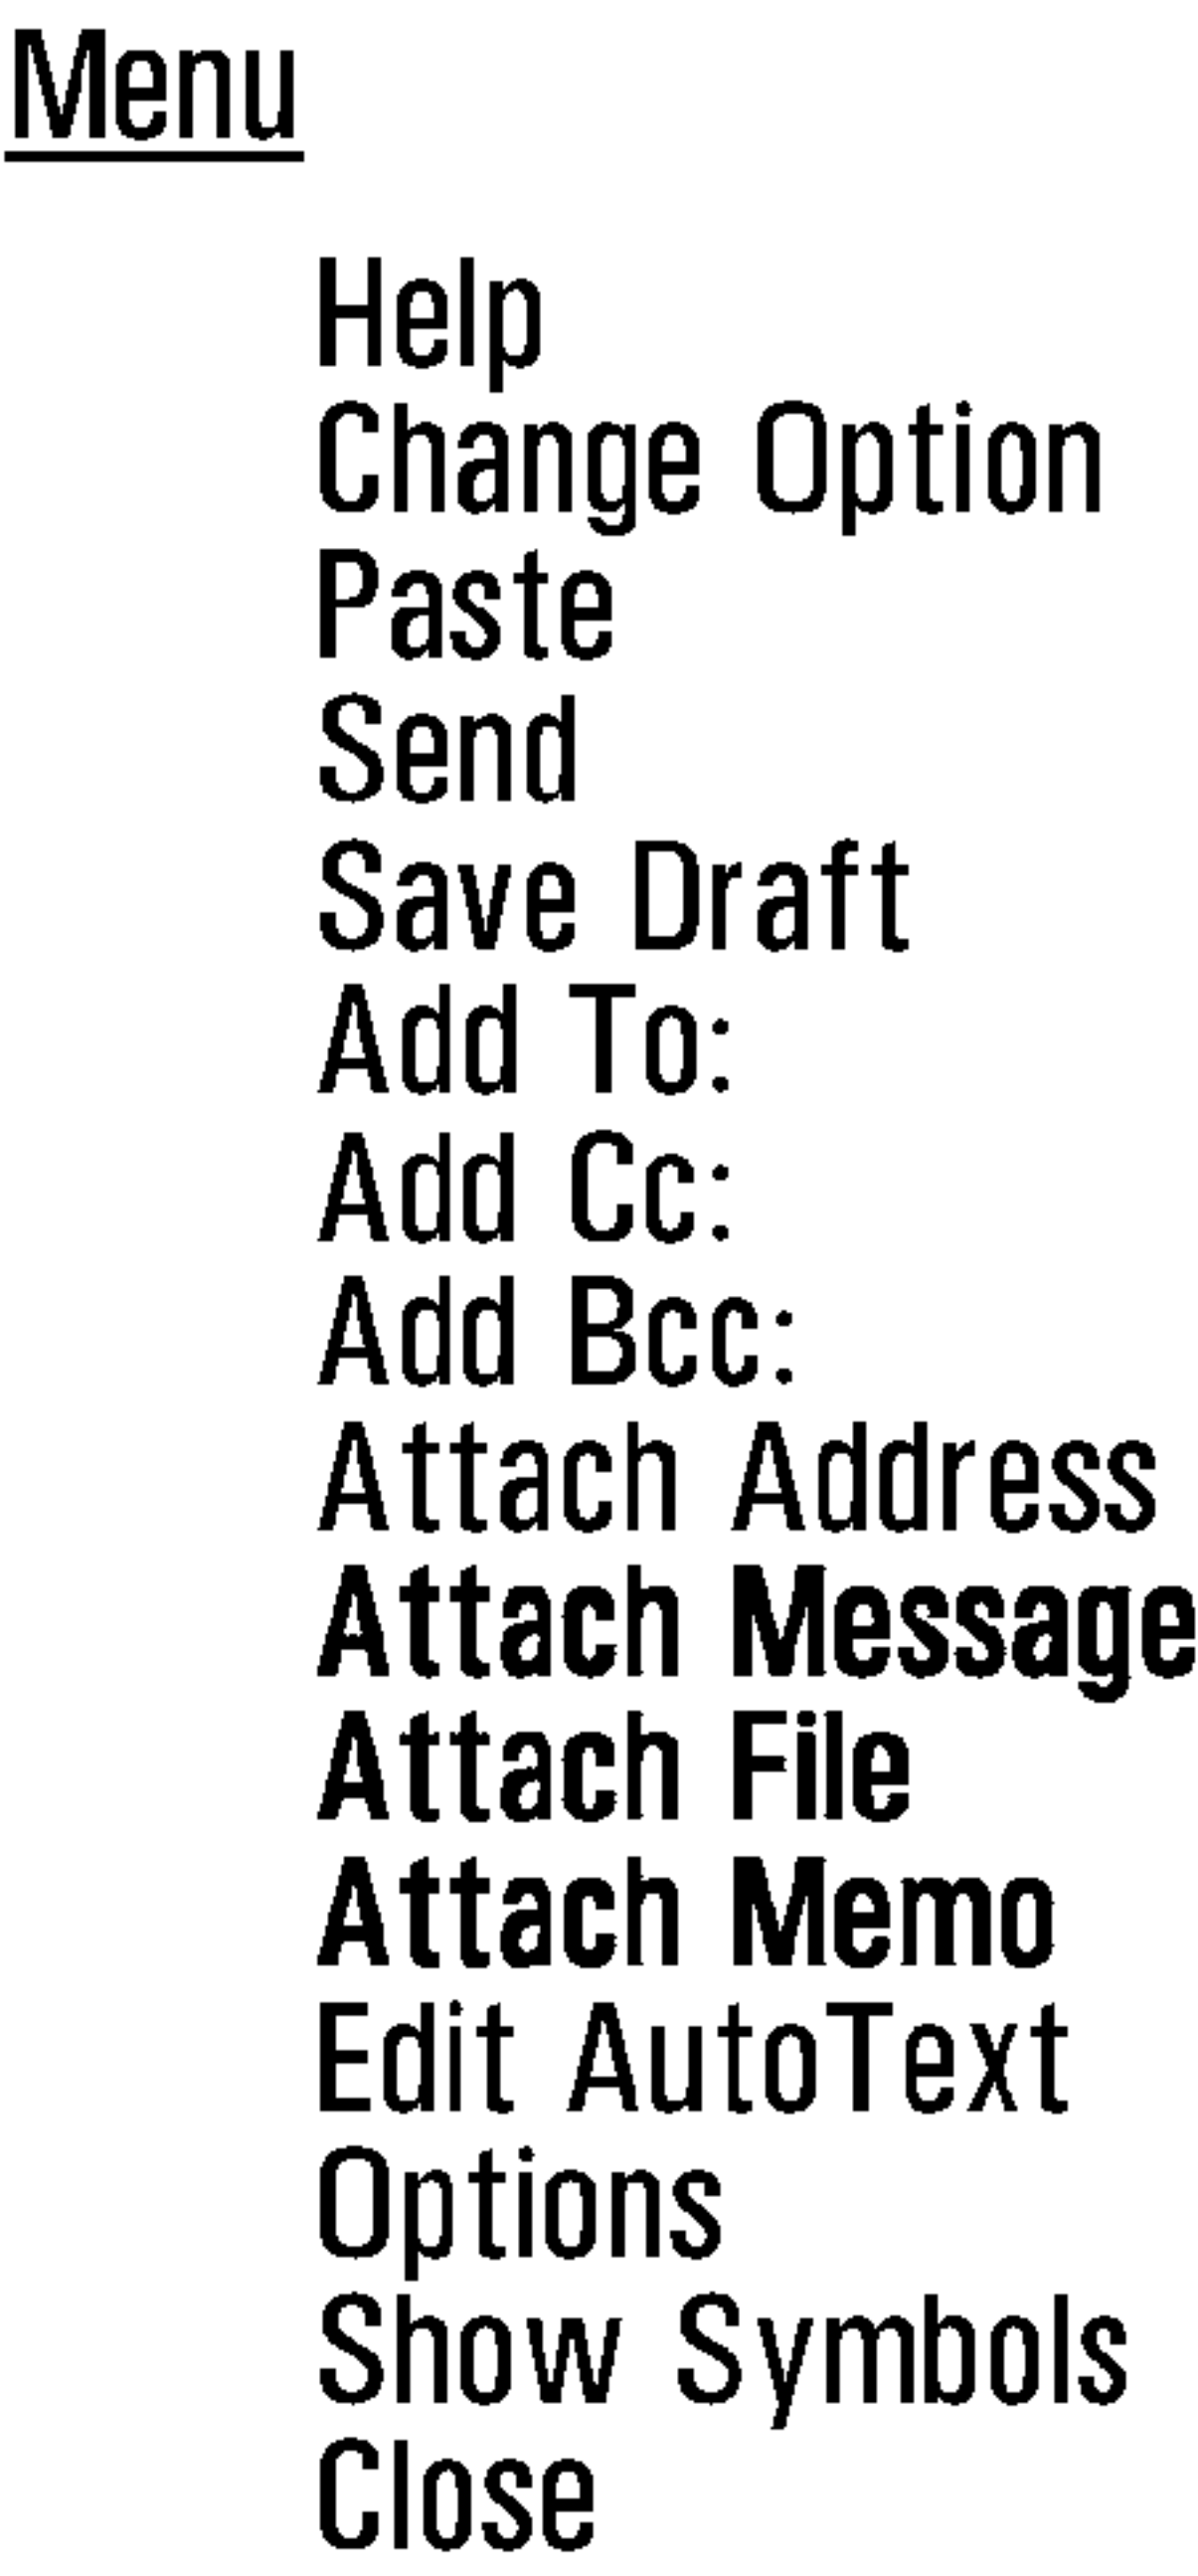 Menu
Help
Change Option
Paste
Send
Save Draft
Add To:
Add Cc:
Add Bcc:
Attach Address
Attach Message
Attach File
Attach Memo
Edit AutoText
Options
Show Symbols
Close